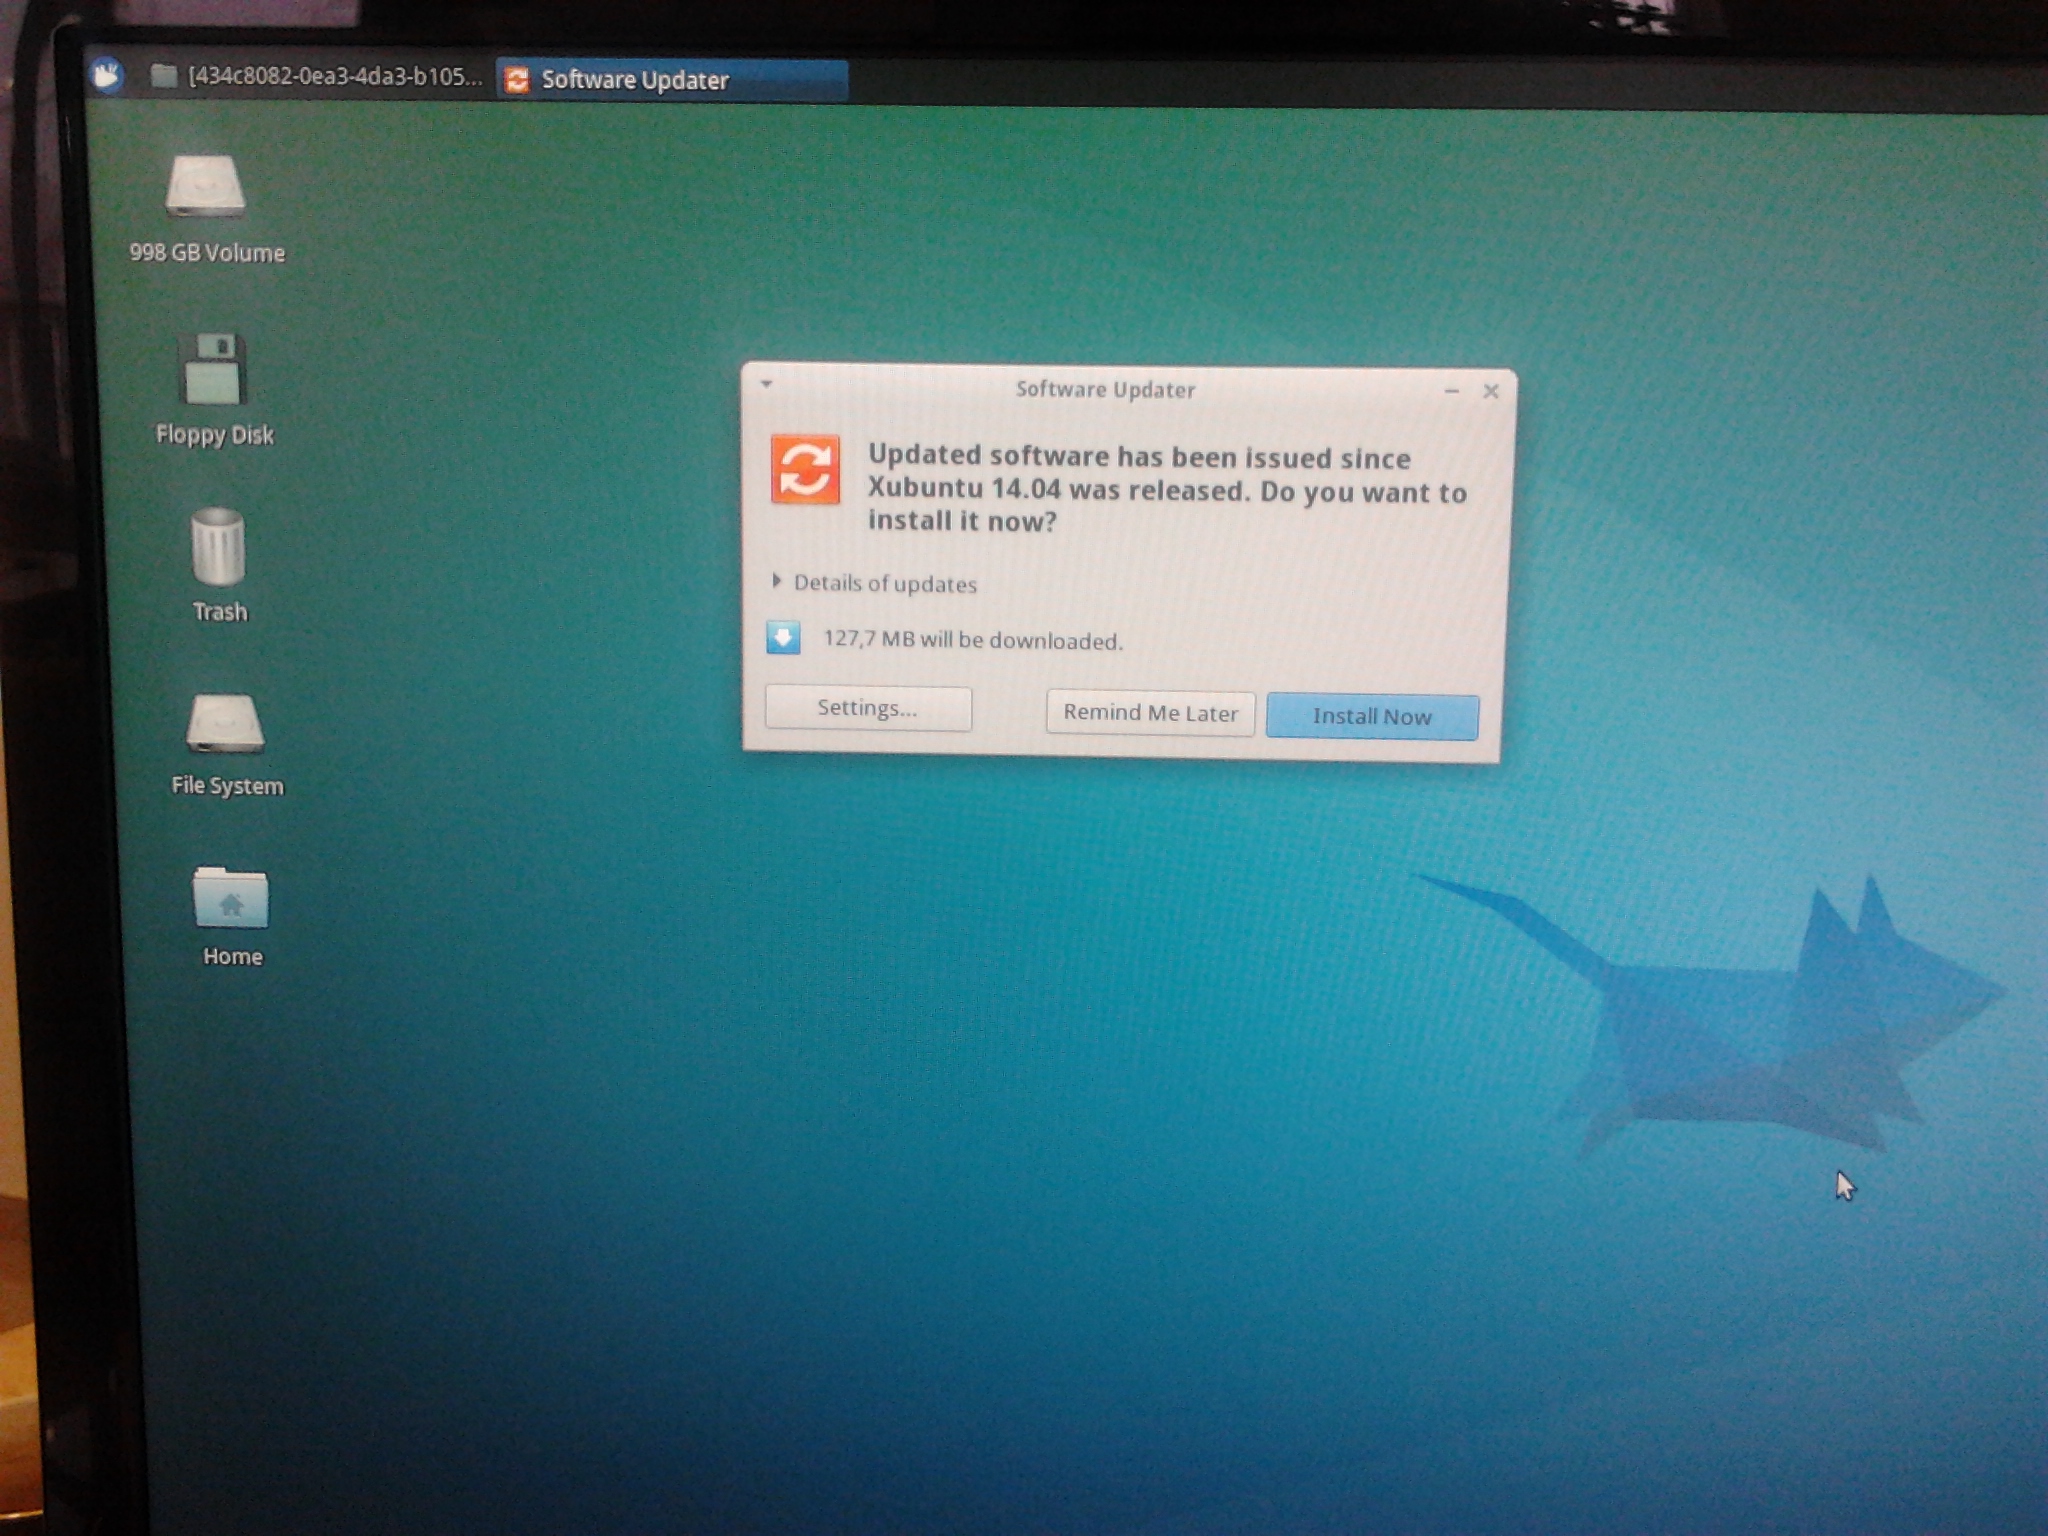 [434c8082-0ea3-4da3-b105...
Software Updater
998 GB Volume
Floppy Disk
Trash
File System
Home
Software Updater
Updated software has been issued since
Xubuntu 14.04 was released. Do you want to
install it now?
Details of updates
127,7 MB will be downloaded.
Settings...
Remind Me Later
Install Now